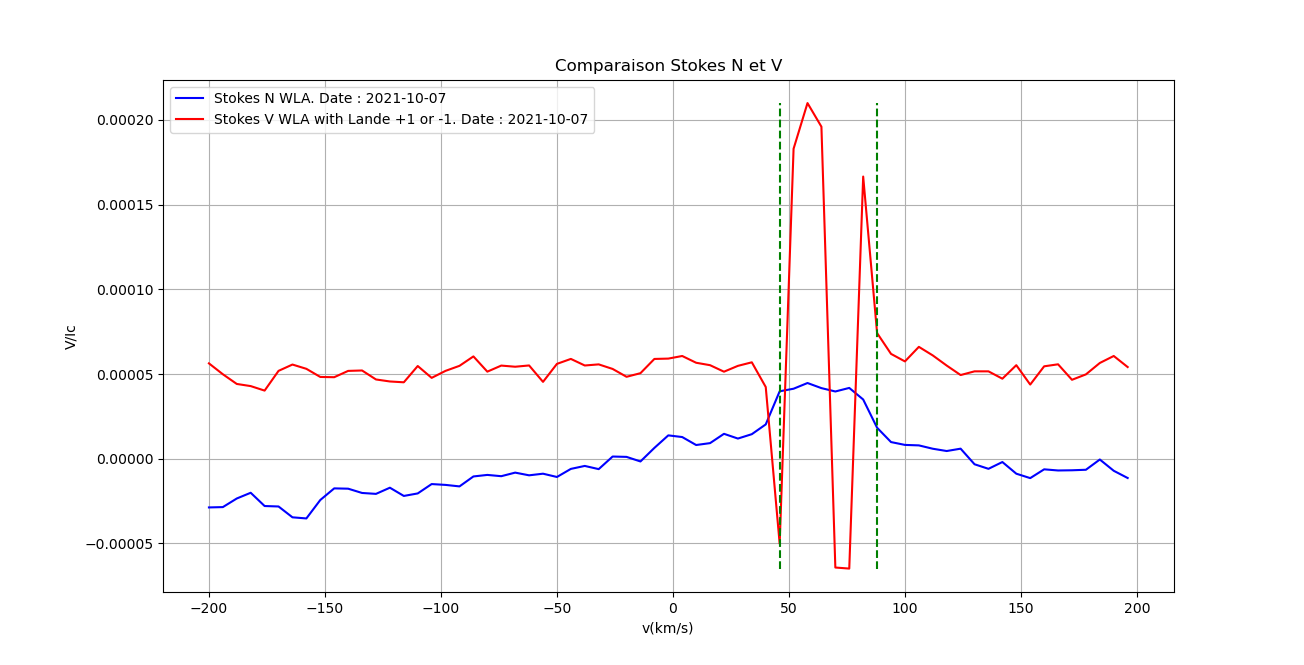 Comparaison Stokes N et V
Stokes N WLA. Date : 2021-10-07
Stokes V WLA with Lande +1 or -1. Date : 2021-10-07
0.00020
0.00015
0.00010
0.00005
0.00000
−0.00005
V/Ic
−200 −150 −100 −50 0 50 100 150 200
v(km/s)